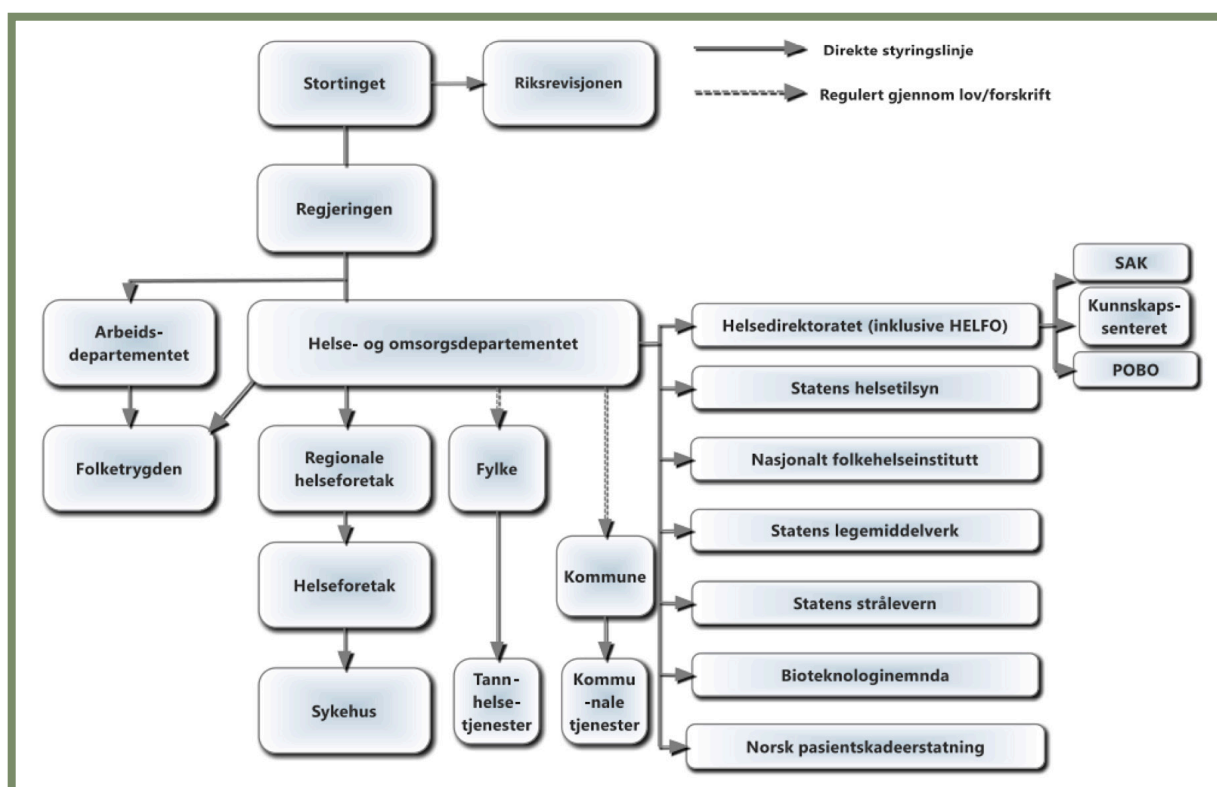 Stortinget
Riksrevisjonen
Direkte styringslinje
Regulert gjennom lov/forskrift
Regjeringen
Arbeids-
departementet
Helse- og omsorgsdepartementet
Helsedirektoratet (inklusive HELFO)
SAK
Kunnskaps-
senteret
POBO
Statens helsetilsyn
Folketrygden
Regionale
helseforetak
Fylke
Nasjonalt folkehelseinstitutt
Helseforetak
Kommune
Statens legemiddelverk
Statens strålevern
Sykehus
Tann-
helse-
tjenester
Kommu
-nale
tjenester
Bioteknologinemnda
Norsk pasientskadeerstatning